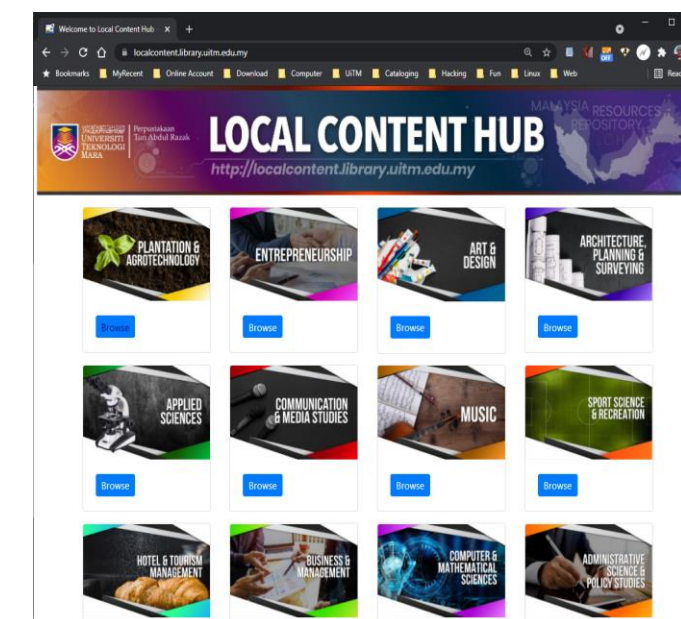 Welcome to Local Content Hub
localcontent.library.uitm.edu.my
OFF
Bookmarks MyRecent Online Account Download Computer UiTM Cataloging Hacking Fun Linux Web
MALAYSIA RESOURCES
REPOSITORY
UNIVERSITI
TEKNOLOGI
MARA
Perpustakaan
Tun Abdul Razak
LOCAL CONTENT HUB
http://localcontent.library.uitm.edu.my
PLANTATION &
AGROTECHNOLOGY
Browse
ENTREPRENEURSHIP
Browse
ART &
DESIGN
Browse
ARCHITECTURE,
PLANNING &
SURVEYING
Browse
APPLIED
SCIENCES
Browse
COMMUNICATION
& MEDIA STUDIES
Browse
MUSIC
Browse
SPORT SCIENCE
& RECREATION
Browse
HOTEL & TOURISM
MANAGEMENT
BUSINESS &
MANAGEMENT
COMPUTER &
MATHEMATICAL
SCIENCES
ADMINISTRATIVE
SCIENCE &
POLICY STUDIES